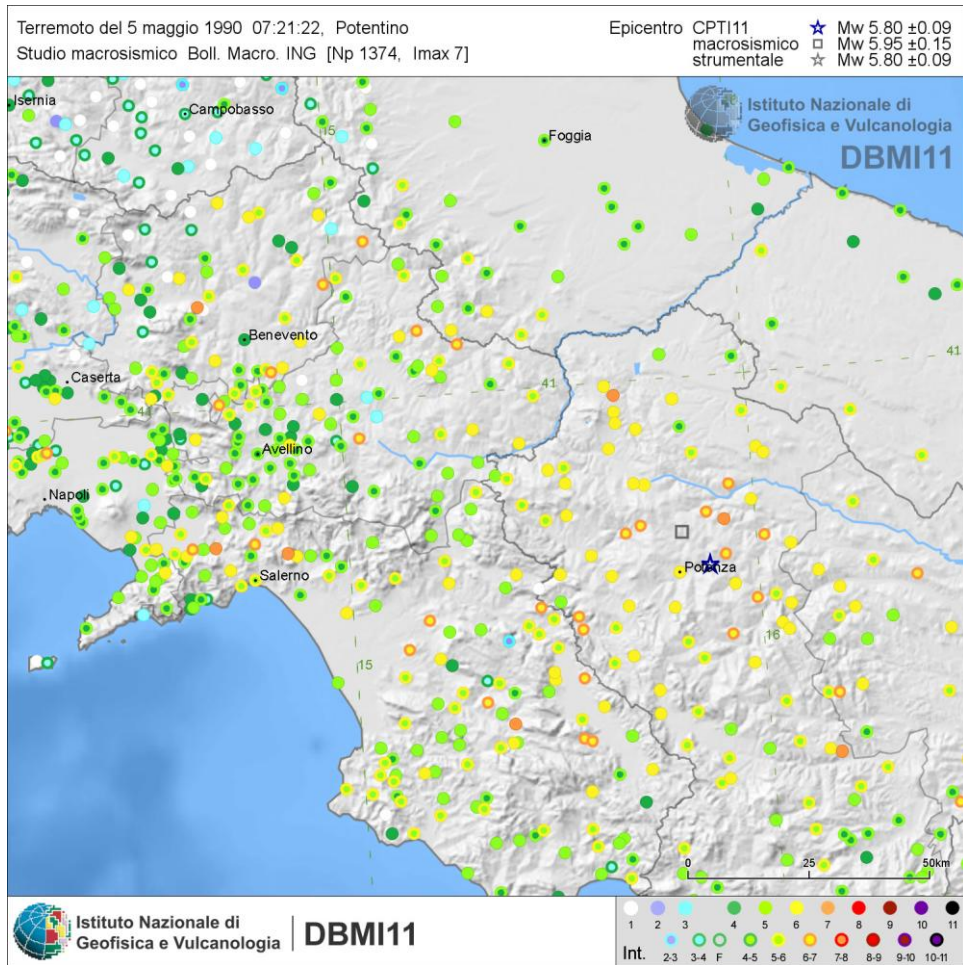 Terremoto del 5 maggio 1990 07:21:22, Potentino
Studio macrosismico Boll. Macro. ING [Np 1374, Imax 7]
Epicentro CPTI11 Mw 5.80 ±0.09
macrosismico Mw 5.95 ±0.15
strumentale Mw 5.80 ±0.09
Isernia
Campobasso
15
Foggia
Istituto Nazionale di
Geofisica e Vulcanologia
DBMI11
Benevento
41
Caserta
41
41
Avellino
Napoli
Potenza
Salerno
16
15
0 25 50km
Istituto Nazionale di
Geofisica e Vulcanologia
DBMI11
1 2 3 4 5 6 7 8 9 10 11
Int. 2-3 3-4 F 4-5 5-6 6-7 7-8 8-9 9-10 10-11